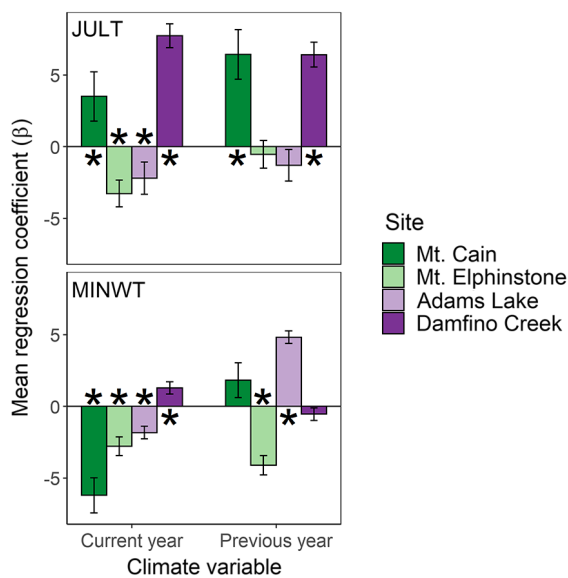 JULT
5
0
-5
MINWT
5
0
-5
Mean regression coefficient (β)
Current year
Previous year
Climate variable
Site
Mt. Cain
Mt. Elphinstone
Adams Lake
Damfino Creek
* * * *
* *
* * * *
* *